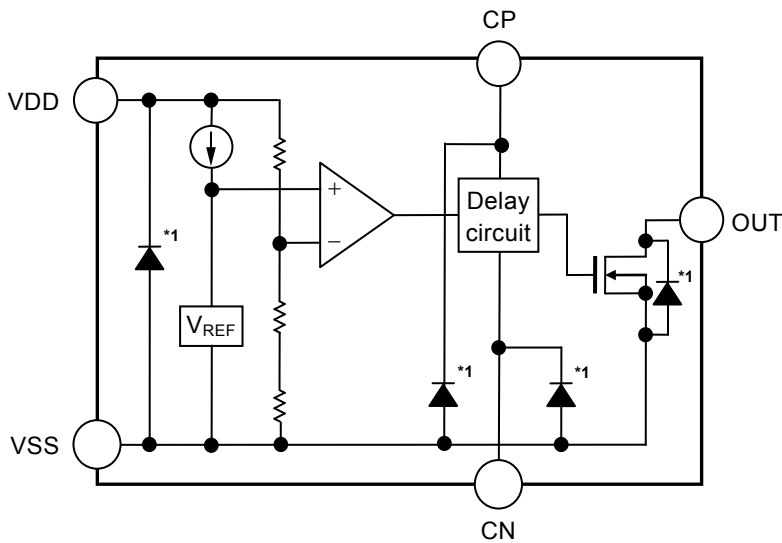 CP
VDD
*1
+
−
Delay
circuit
OUT
*1
VREF
*1
*1
VSS
CN